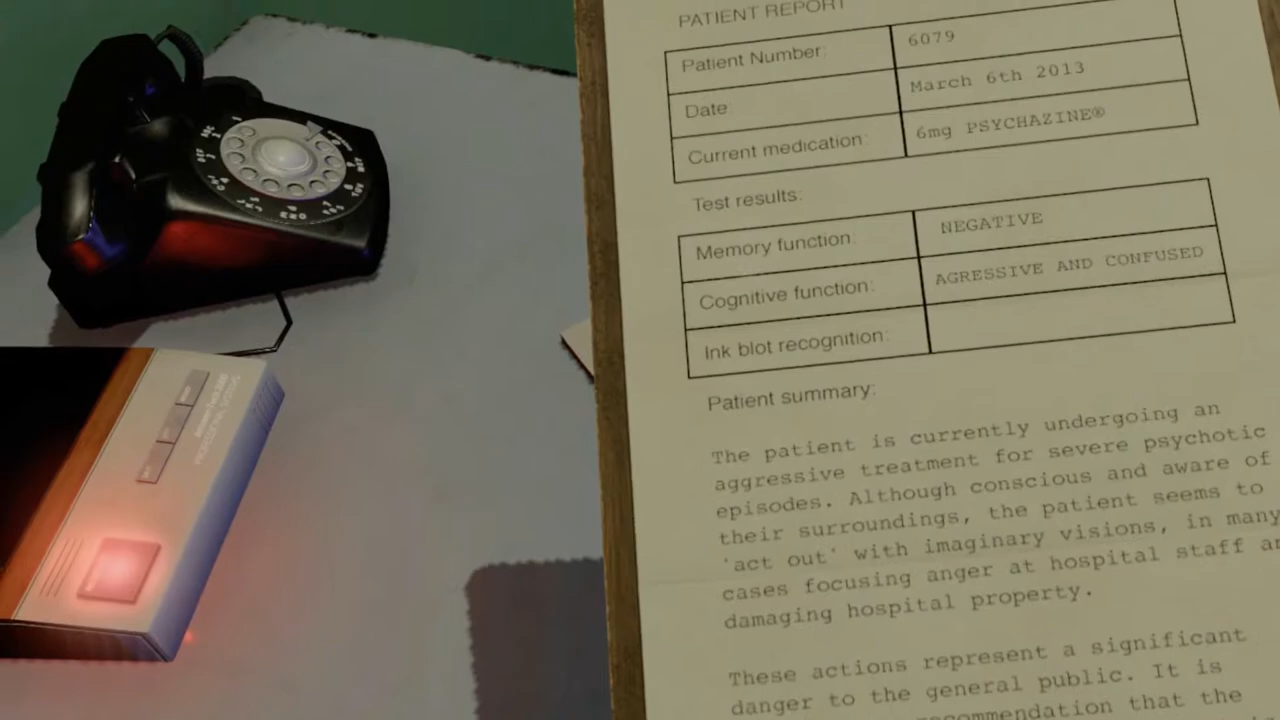 PATIENT REPORT
Patient Number: 6079
Date: March 6th 2013
Current medication: 6mg PSYCHAZINE®
Test results:
Memory function: NEGATIVE
Cognitive function: AGRESSIVE AND CONFUSED
Ink blot recognition:
Patient summary:
The patient is currently undergoing an
aggressive treatment for severe psychotic
episodes. Although conscious and aware of
their surroundings, the patient seems to
'act out' with imaginary visions, in many
cases focusing anger at hospital staff an
damaging hospital property.
These actions represent a significant
danger to the general public. It is
that the